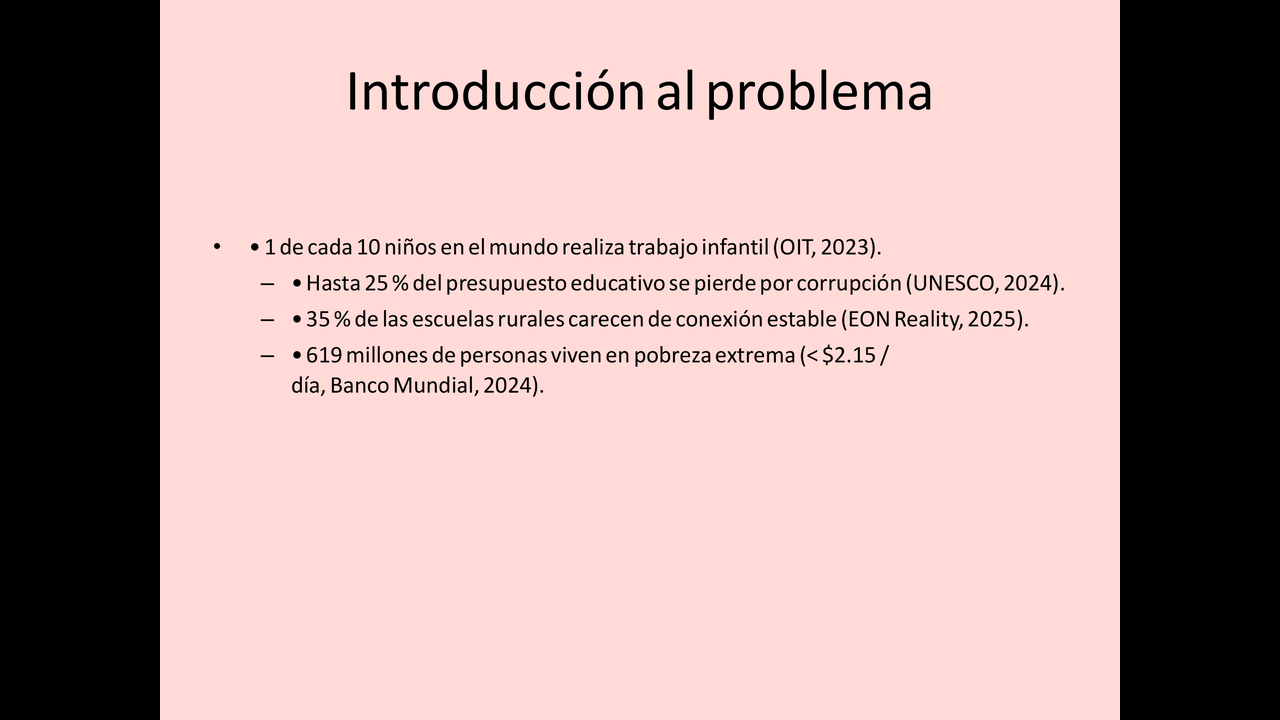 Introducción al problema
• • 1 de cada 10 niños en el mundo realiza trabajo infantil (OIT, 2023).
– • Hasta 25 % del presupuesto educativo se pierde por corrupción (UNESCO, 2024).
– • 35 % de las escuelas rurales carecen de conexión estable (EON Reality, 2025).
– • 619 millones de personas viven en pobreza extrema (< $2.15 /
día, Banco Mundial, 2024).